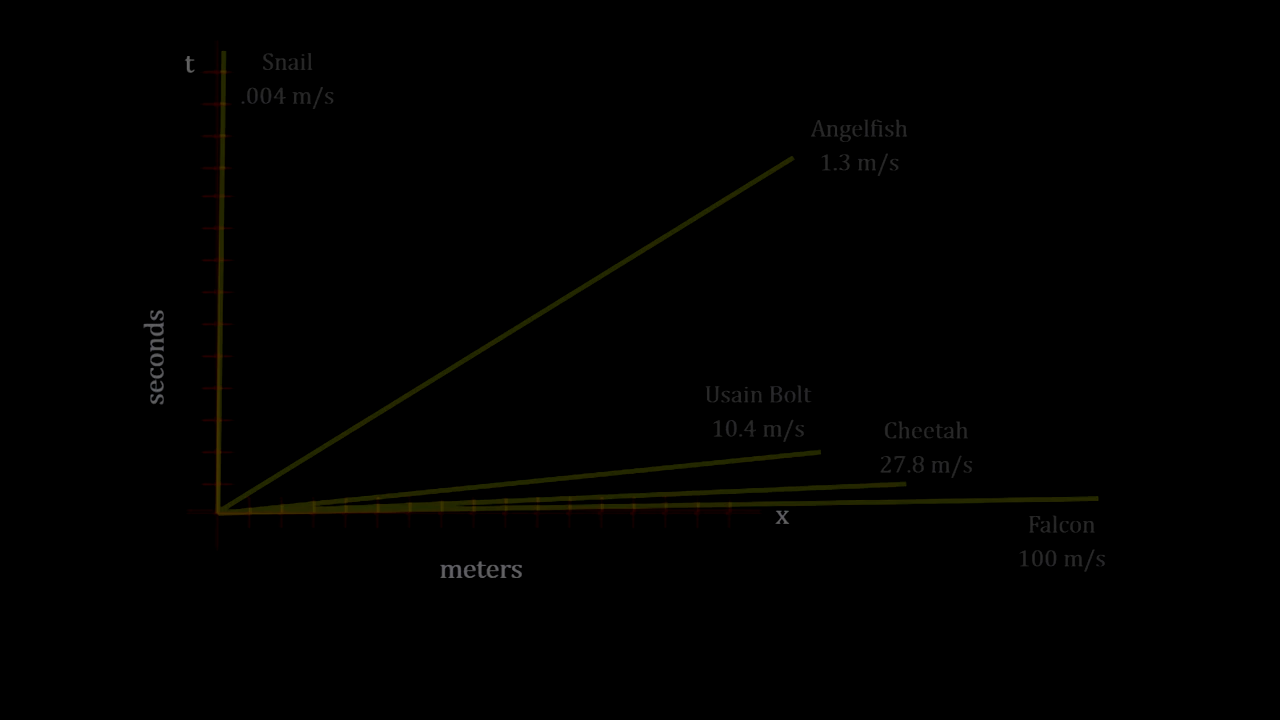 t
Snail
.004 m/s
Angelfish
1.3 m/s
seconds
Usain Bolt
10.4 m/s
Cheetah
27.8 m/s
x
Falcon
100 m/s
meters